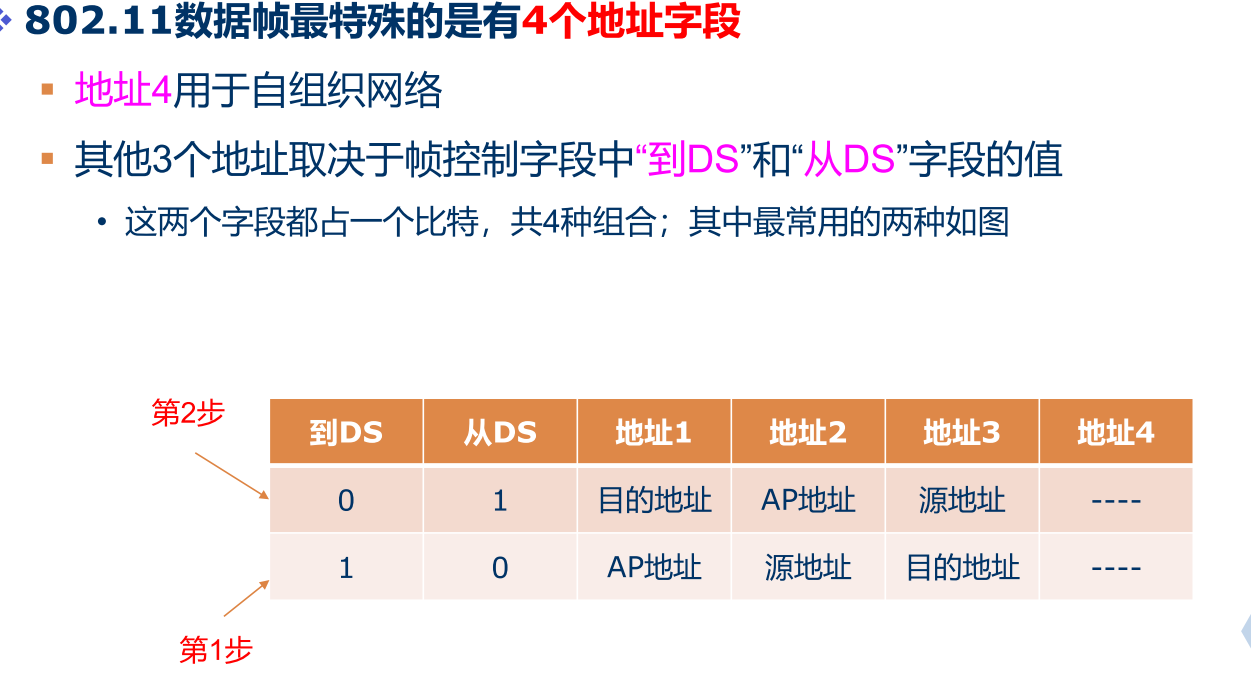 802.11数据帧最特殊的是有4个地址字段
地址4用于自组织网络
其他3个地址取决于帧控制字段中“到DS”和“从DS”字段的值
这两个字段都占一个比特，共4种组合；其中最常用的两种如图
第2步
到DS 从DS 地址1 地址2 地址3 地址4
0 1 目的地址 AP地址 源地址 ----
1 0 AP地址 源地址 目的地址 ----
第1步